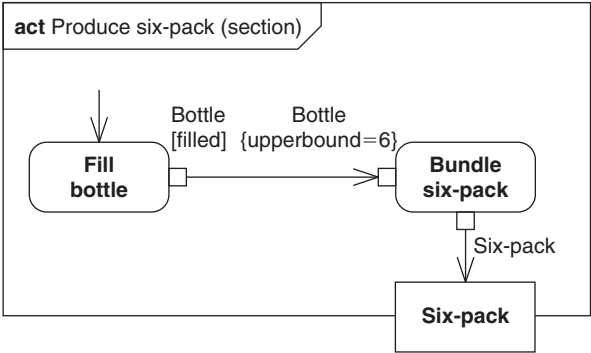 act Produce six-pack (section)
Bottle
[filled]
Bottle
{upperbound=6}
Fill
bottle
Bundle
six-pack
Six-pack
Six-pack